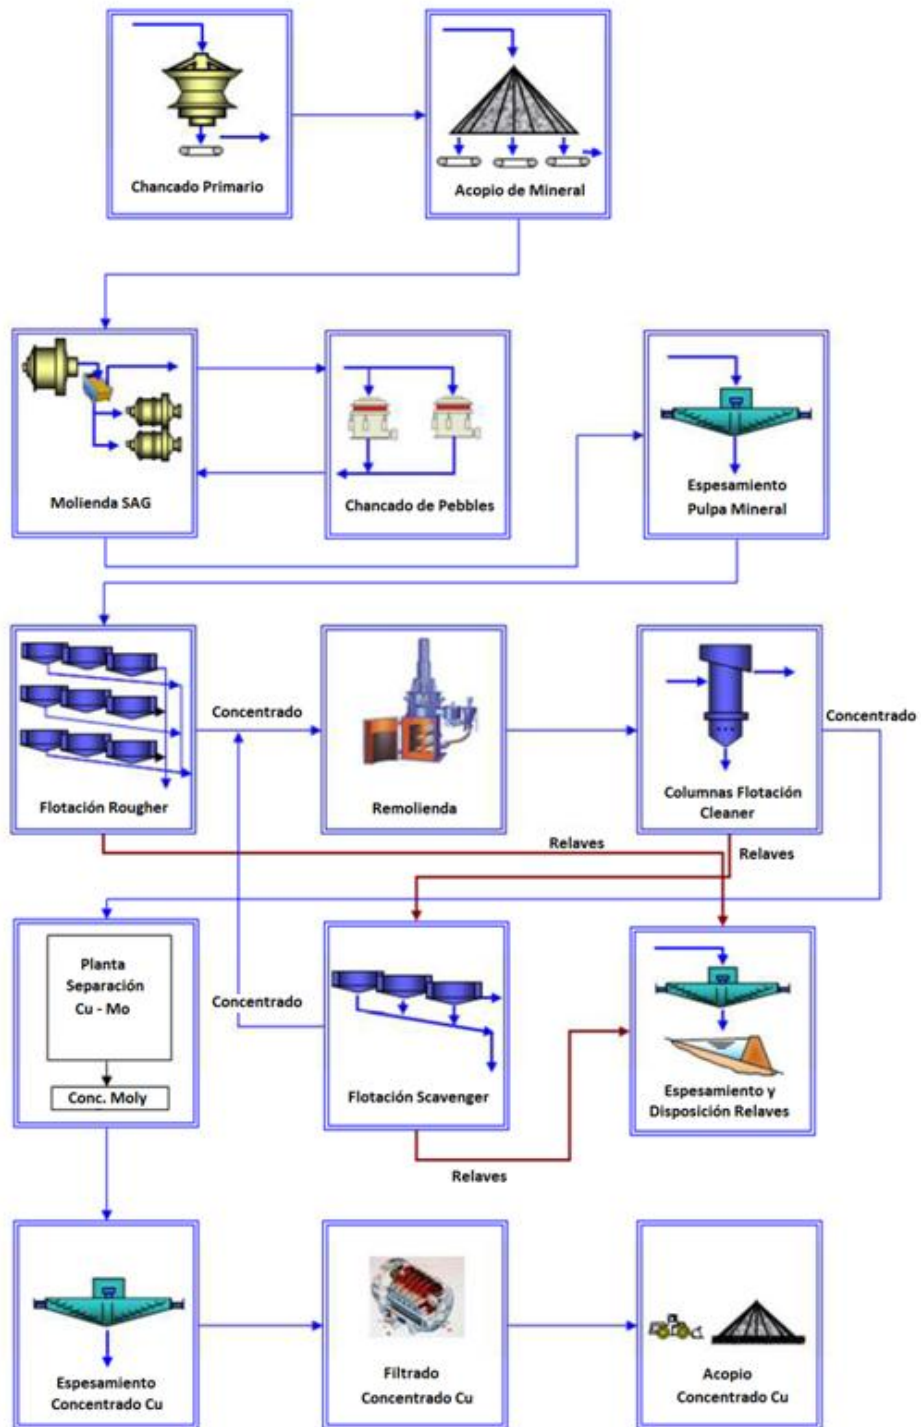 Chancado Primario
Acopio de Mineral
Molienda SAG
Chancado de Pebbles
Espesamiento
Pulpa Mineral
Flotación Rougher
Concentrado
Remolienda
Columnas Flotación
Cleaner
Concentrado
Relaves
Relaves
Planta
Separación
Cu - Mo
Conc. Moly
Concentrado
Flotación Scavenger
Espesamiento y
Disposición Relaves
Relaves
Espesamiento
Concentrado Cu
Filtrado
Concentrado Cu
Acopio
Concentrado Cu